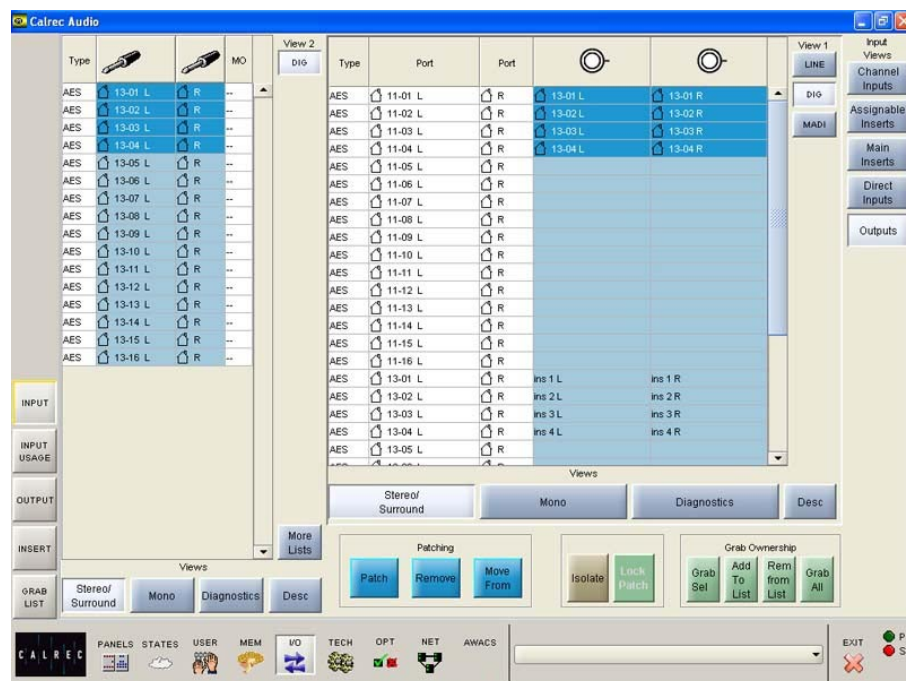 Calrec Audio
Type MO
View 2
DIG
AES 13-01 L R --
AES 13-02 L R --
AES 13-03 L R --
AES 13-04 L R --
AES 13-05 L R --
AES 13-06 L R --
AES 13-07 L R --
AES 13-08 L R --
AES 13-09 L R --
AES 13-10 L R --
AES 13-11 L R --
AES 13-12 L R --
AES 13-13 L R --
AES 13-14 L R --
AES 13-15 L R --
AES 13-16 L R --
More Lists
Views
Stereo/ Surround
Mono
Diagnostics
Desc
Type Port Port
AES 11-01 L R 13-01 L 13-01 R
AES 11-02 L R 13-02 L 13-02 R
AES 11-03 L R 13-03 L 13-03 R
AES 11-04 L R 13-04 L 13-04 R
AES 11-05 L R
AES 11-06 L R
AES 11-07 L R
AES 11-08 L R
AES 11-09 L R
AES 11-10 L R
AES 11-11 L R
AES 11-12 L R
AES 11-13 L R
AES 11-14 L R
AES 11-15 L R
AES 11-16 L R
AES 13-01 L R ins 1 L ins 1 R
AES 13-02 L R ins 2 L ins 2 R
AES 13-03 L R ins 3 L ins 3 R
AES 13-04 L R ins 4 L ins 4 R
AES 13-05 L R
Views
Stereo/ Surround
Mono
Diagnostics
Desc
View 1
LINE
DIG
MADI
Input Views
Channel Inputs
Assignable Inserts
Main Inserts
Direct Inputs
Outputs
INPUT
INPUT USAGE
OUTPUT
INSERT
GRAB LIST
Patching
Patch
Remove
Move From
Isolate
Lock Patch
Grab Ownership
Grab Sel
Add To List
Rem from List
Grab All
CALREC
PANELS STATES USER MEM I/O TECH OPT NET AWACS
EXIT
P
S